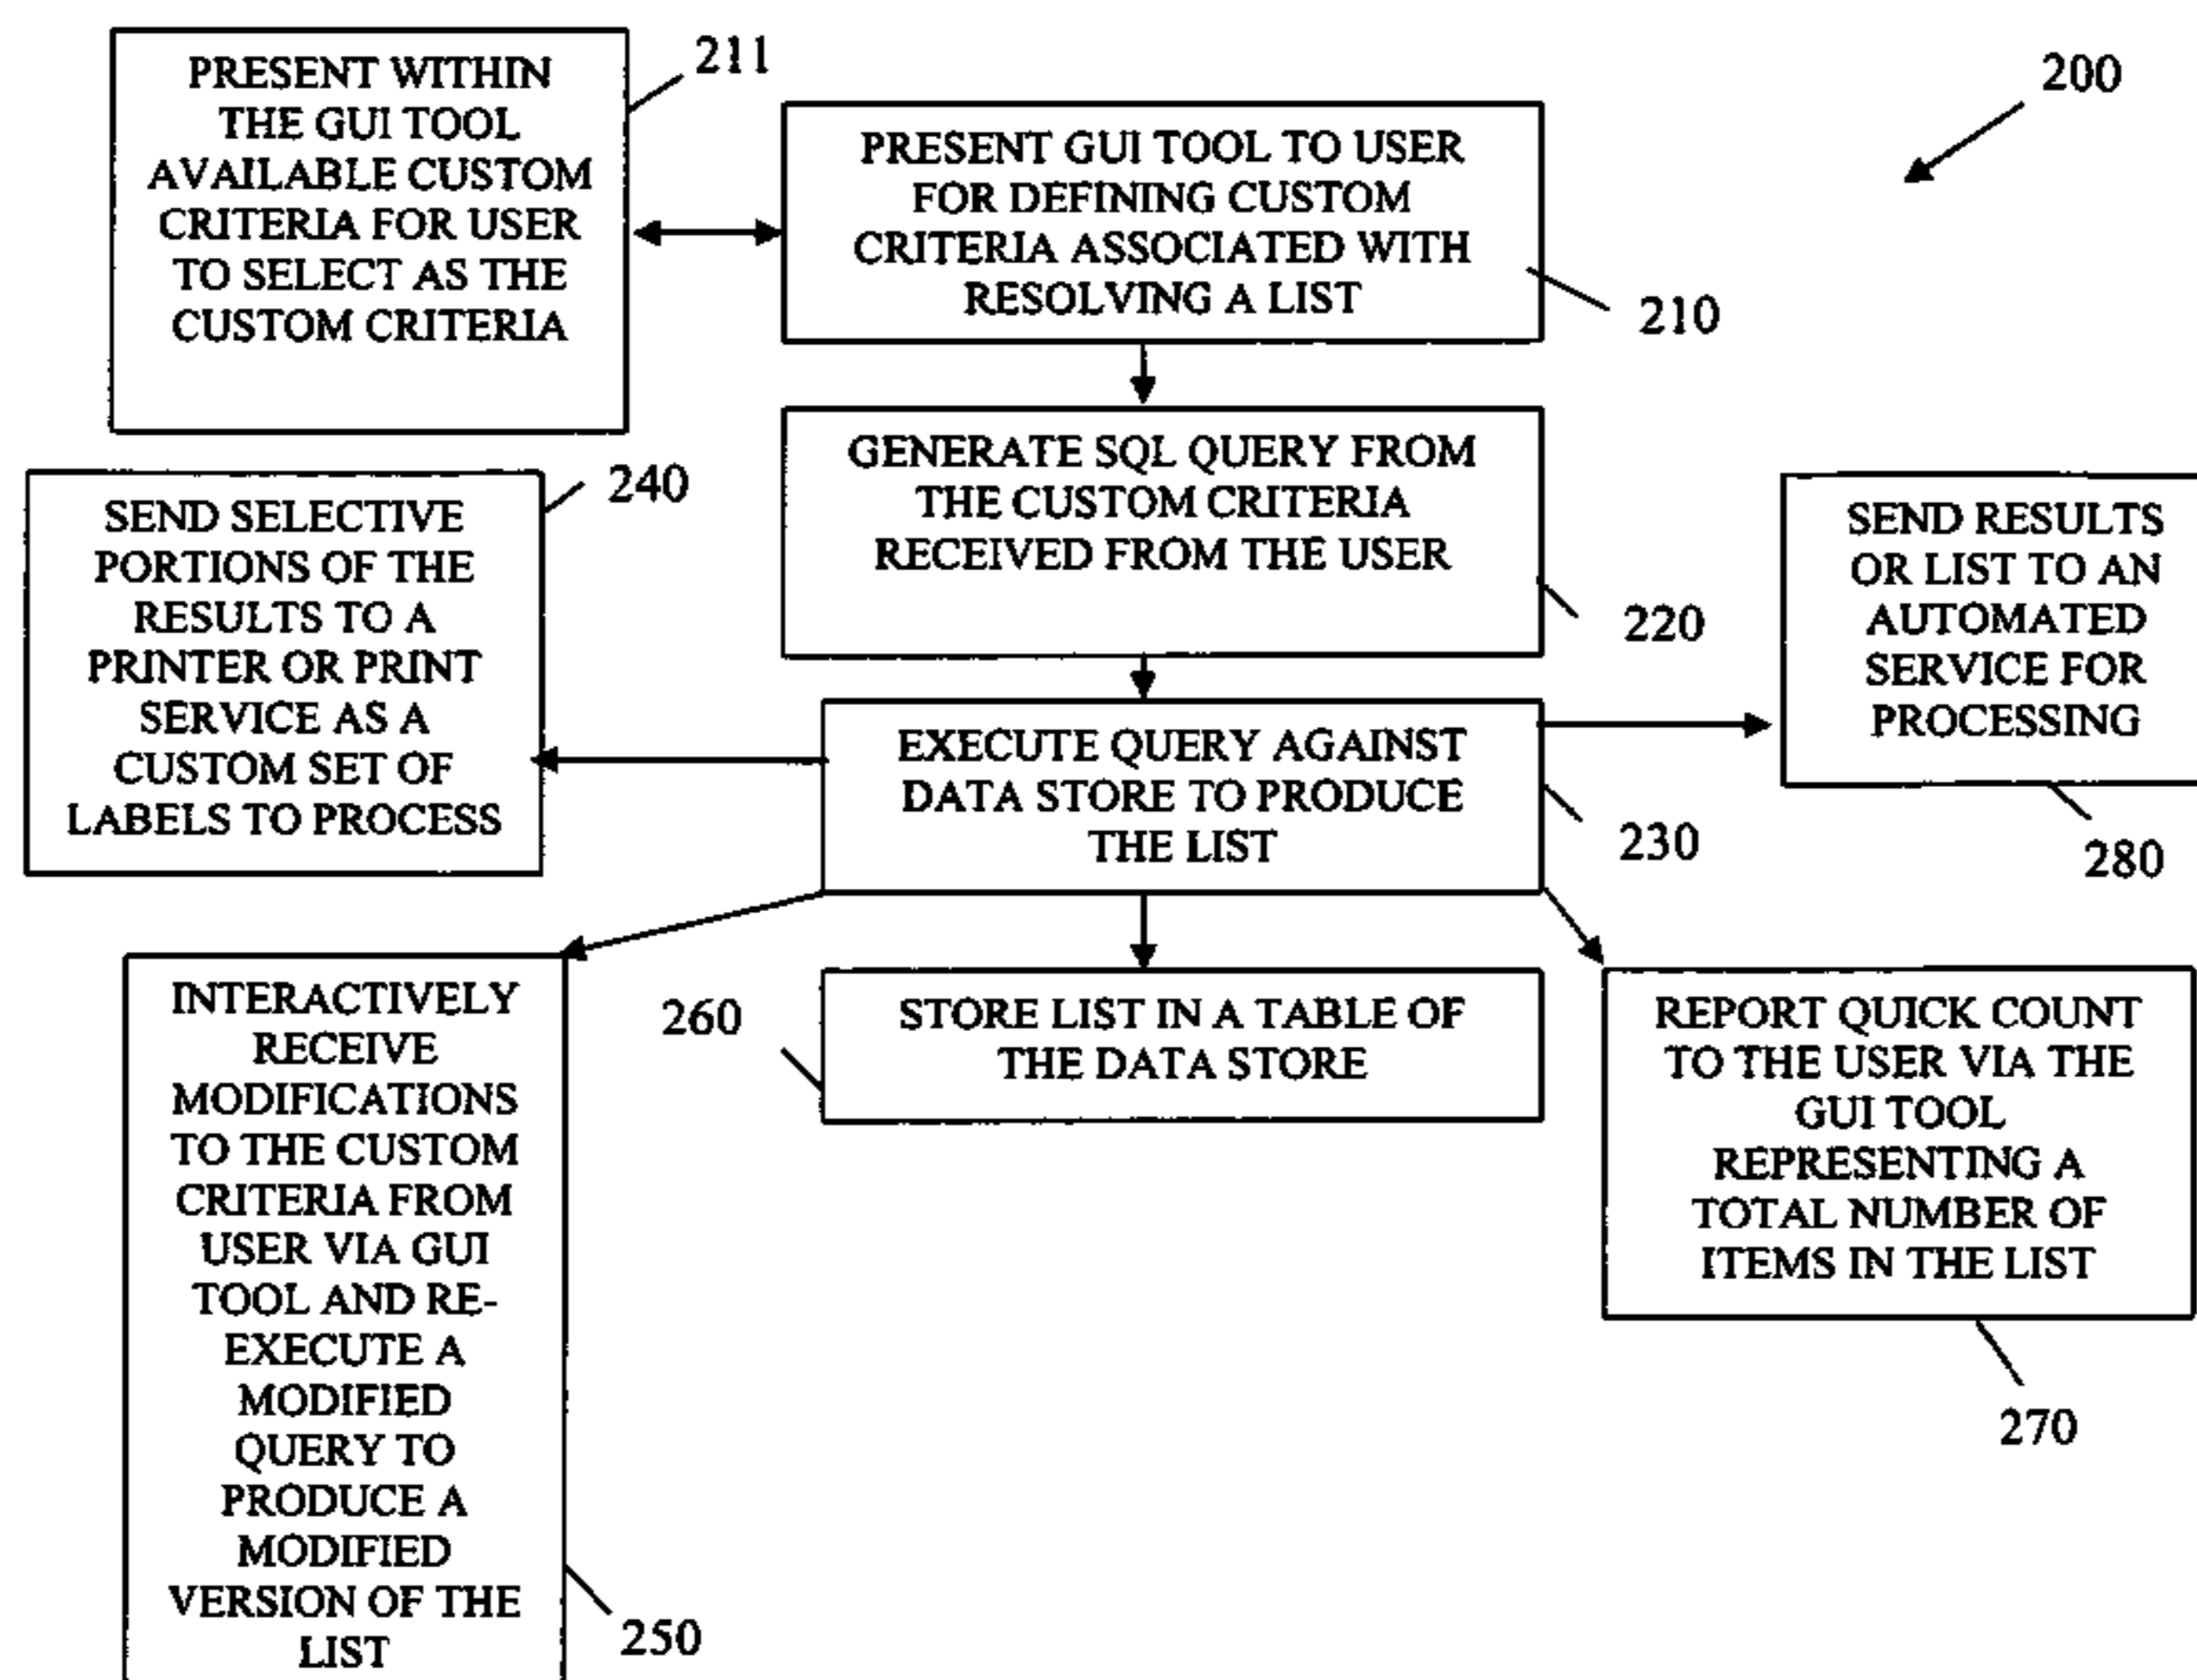 PRESENT WITHIN
THE GUI TOOL
AVAILABLE CUSTOM
CRITERIA FOR USER
TO SELECT AS THE
CUSTOM CRITERIA
211
200
PRESENT GUI TOOL TO USER
FOR DEFINING CUSTOM
CRITERIA ASSOCIATED WITH
RESOLVING A LIST
210
GENERATE SQL QUERY FROM
THE CUSTOM CRITERIA
RECEIVED FROM THE USER
220
240
SEND SELECTIVE
PORTIONS OF THE
RESULTS TO A
PRINTER OR PRINT
SERVICE AS A
CUSTOM SET OF
LABELS TO PROCESS
SEND RESULTS
OR LIST TO AN
AUTOMATED
SERVICE FOR
PROCESSING
280
EXECUTE QUERY AGAINST
DATA STORE TO PRODUCE
THE LIST
230
INTERACTIVELY
RECEIVE
MODIFICATIONS
TO THE CUSTOM
CRITERIA FROM
USER VIA GUI
TOOL AND RE-
EXECUTE A
MODIFIED
QUERY TO
PRODUCE A
MODIFIED
VERSION OF THE
LIST
250
260
STORE LIST IN A TABLE OF
THE DATA STORE
REPORT QUICK COUNT
TO THE USER VIA THE
GUI TOOL
REPRESENTING A
TOTAL NUMBER OF
ITEMS IN THE LIST
270